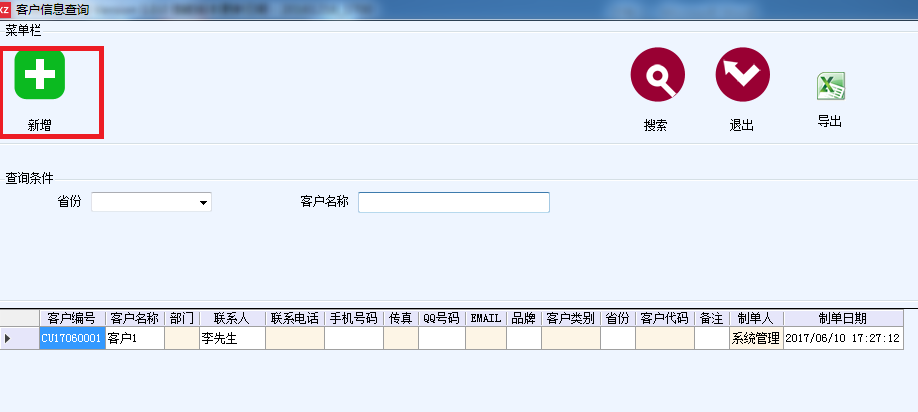 XZ 客户信息查询
菜单栏
新增 搜索 退出 导出
查询条件
省份 客户名称
客户编号 客户名称 部门 联系人 联系电话 手机号码 传真 QQ号码 EMAIL 品牌 客户类别 省份 客户代码 备注 制单人 制单日期
CU17060001 客户1 李先生 系统管理 2017/06/10 17:27:12